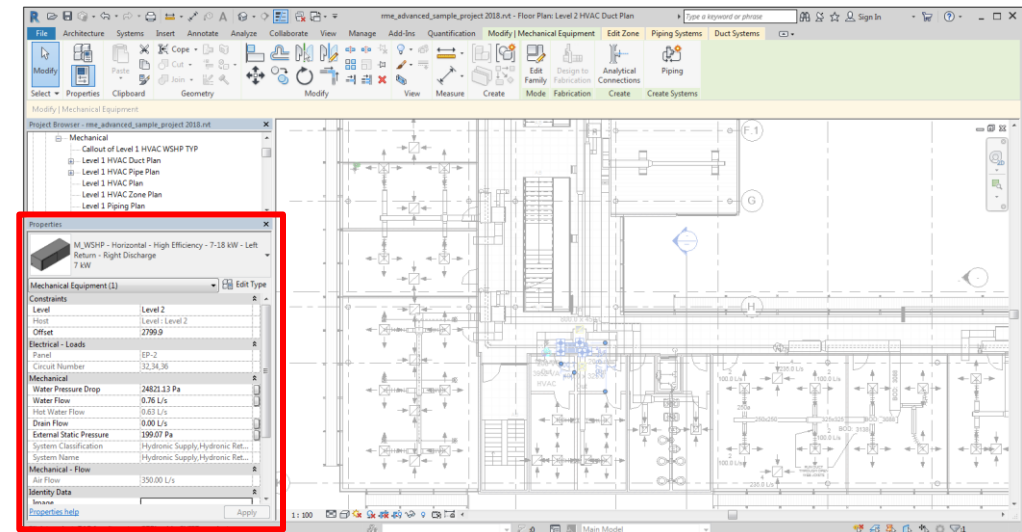 rme_advanced_sample_project 2018.rvt - Floor Plan: Level 2 HVAC Duct Plan
Type a keyword or phrase
Sign In
File Architecture Systems Insert Annotate Analyze Collaborate View Manage Add-Ins Quantification Modify | Mechanical Equipment Edit Zone Piping Systems Duct Systems
Modify
Paste
Cope
Cut
Join
Edit Family
Design to Fabrication
Analytical Connections
Piping
Select Properties Clipboard Geometry Modify View Measure Create Mode Fabrication Create Create Systems
Modify | Mechanical Equipment
Project Browser - rme_advanced_sample_project 2018.rvt
Mechanical
Callout of Level 1 HVAC WSHP TYP
Level 1 HVAC Duct Plan
Level 1 HVAC Pipe Plan
Level 1 HVAC Plan
Level 1 HVAC Zone Plan
Level 1 Piping Plan
Properties
M_WSHP - Horizontal - High Efficiency - 7-18 kW - Left
Return - Right Discharge
7 kW
Mechanical Equipment (1) Edit Type
Constraints
Level Level 2
Host Level : Level 2
Offset 2799.9
Electrical - Loads
Panel EP-2
Circuit Number 32,34,36
Mechanical
Water Pressure Drop 24821.13 Pa
Water Flow 0.76 L/s
Hot Water Flow 0.63 L/s
Drain Flow 0.00 L/s
External Static Pressure 199.07 Pa
System Classification Hydronic Supply,Hydronic Ret...
System Name Hydronic Supply,Hydronic Ret...
Mechanical - Flow
Air Flow 350.00 L/s
Identity Data
Image
Properties help Apply
F.1
G
H
HVAC
1 : 100
Main Model